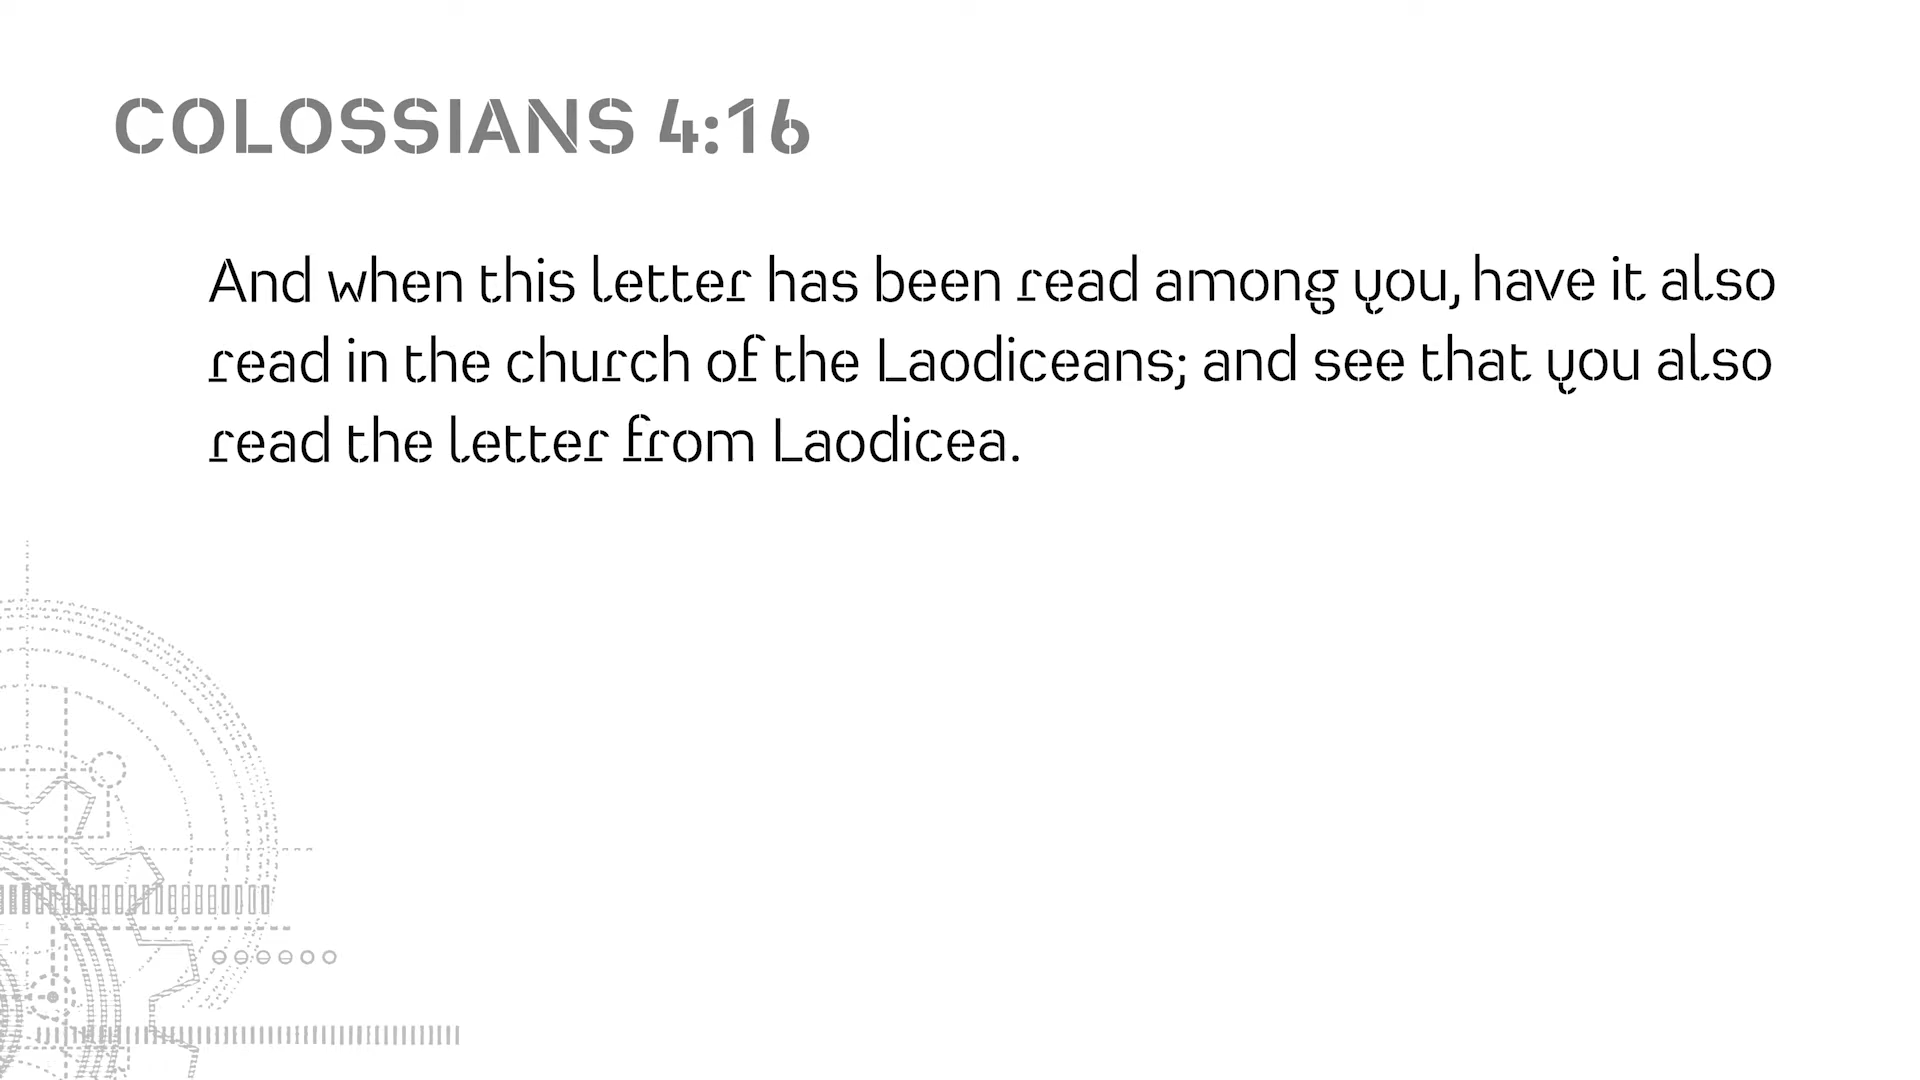 COLOSSIANS 4:16
And when this letter has been read among you, have it also
read in the church of the Laodiceans; and see that you also
read the letter from Laodicea.